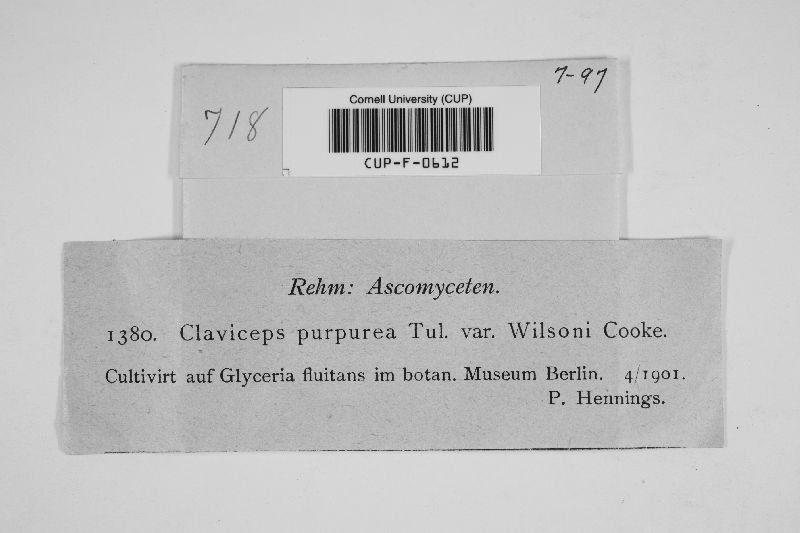 7-97
718
Cornell University (CUP)
CUP-F-0612
Rehm: Ascomyceten.
1380. Claviceps purpurea Tul. var. Wilsoni Cooke.
Cultivirt auf Glyceria fluitans im botan. Museum Berlin. 4/1901.
P. Hennings.